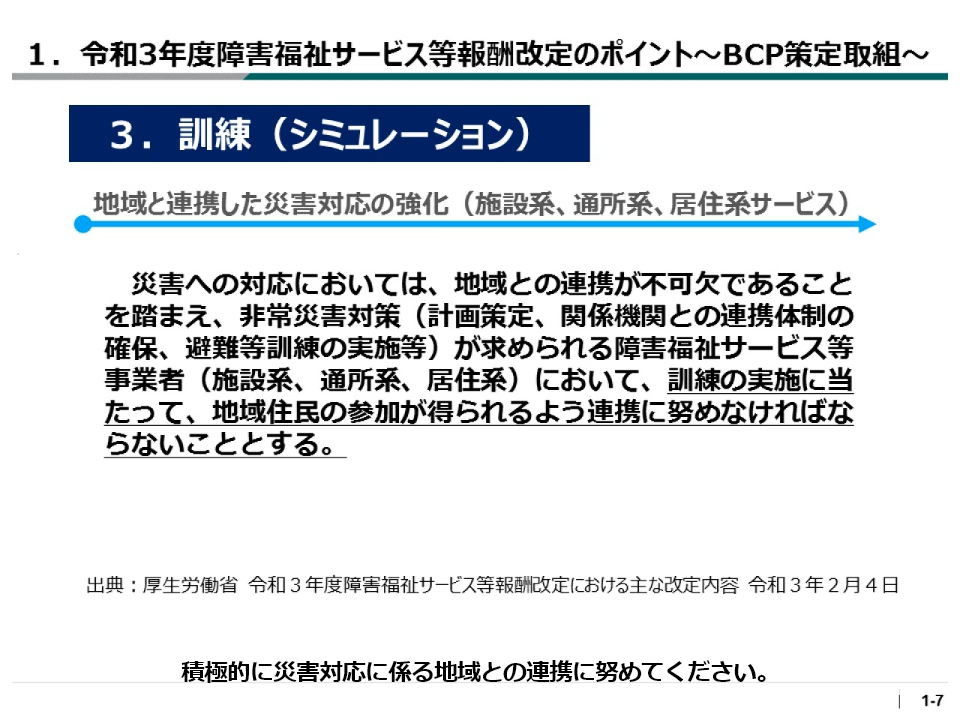 1．令和3年度障害福祉サービス等報酬改定のポイント～BCP策定取組～
３．訓練（シミュレーション）
地域と連携した災害対応の強化（施設系、通所系、居住系サービス）
災害への対応においては、地域との連携が不可欠であること
を踏まえ、非常災害対策（計画策定、関係機関との連携体制の
確保、避難等訓練の実施等）が求められる障害福祉サービス等
事業者（施設系、通所系、居住系）において、訓練の実施に当
たって、地域住民の参加が得られるよう連携に努めなければな
らないこととする。
出典：厚生労働省 令和３年度障害福祉サービス等報酬改定における主な改定内容 令和３年２月４日
積極的に災害対応に係る地域との連携に努めてください。
1-7